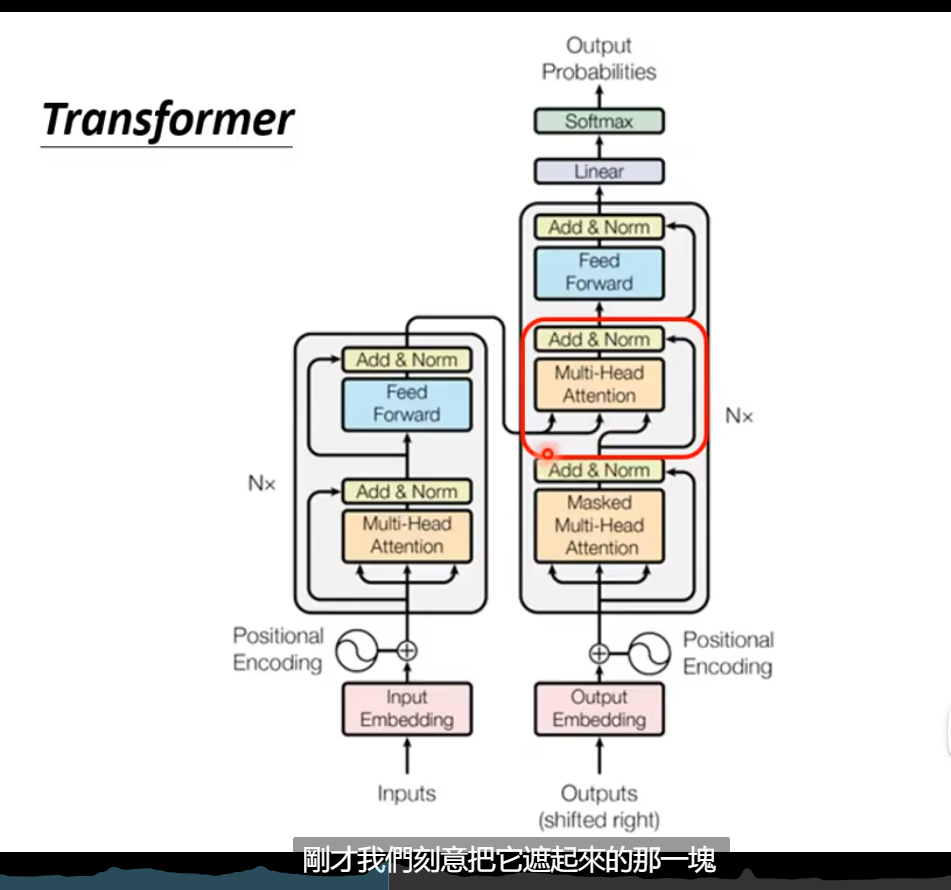 Transformer
Output
Probabilities
Softmax
Linear
Add & Norm
Feed
Forward
Add & Norm
Multi-Head
Attention
Nx
Add & Norm
Masked
Multi-Head
Attention
Add & Norm
Feed
Forward
Nx
Add & Norm
Multi-Head
Attention
Positional
Encoding
Positional
Encoding
Input
Embedding
Output
Embedding
Inputs
Outputs
(shifted right)
剛才我們刻意把它遮起來的那一塊